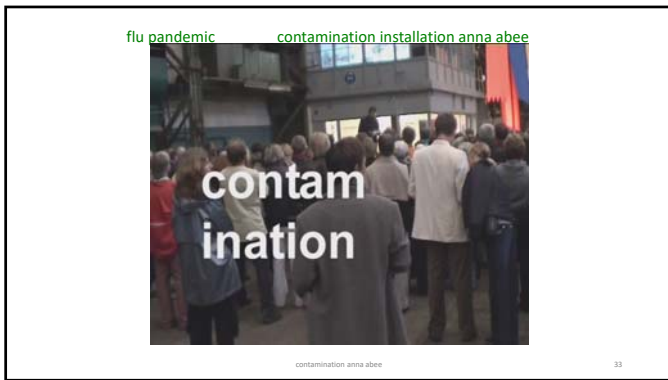 flu pandemic contamination installation anna abee
contam
ination
contamination anna abee 33